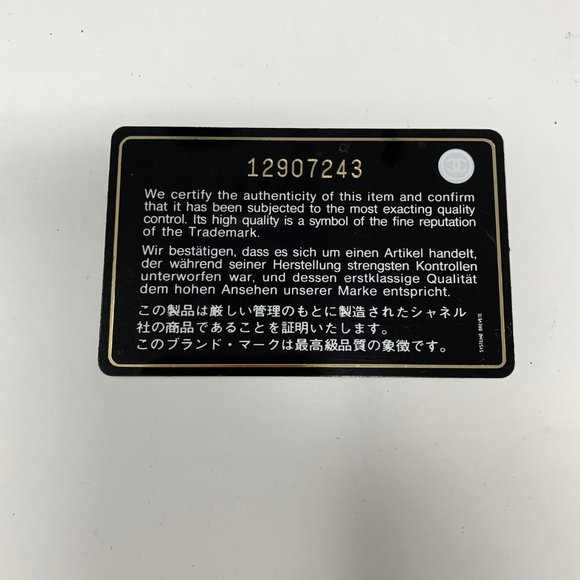 12907243
We certify the authenticity of this item and confirm
that it has been subjected to the most exacting quality
control. Its high quality is a symbol of the fine reputation
of the Trademark.
Wir bestätigen, dass es sich um einen Artikel handelt,
der während seiner Herstellung strengsten Kontrollen
unterworfen war, und dessen erstklassige Qualität
dem hohen Ansehen unserer Marke entspricht.
この製品は厳しい管理のもとに製造されたシャネル
社の商品であることを証明いたします。
このブランド・マークは最高級品質の象徴です。
SYSTEME BREVETE